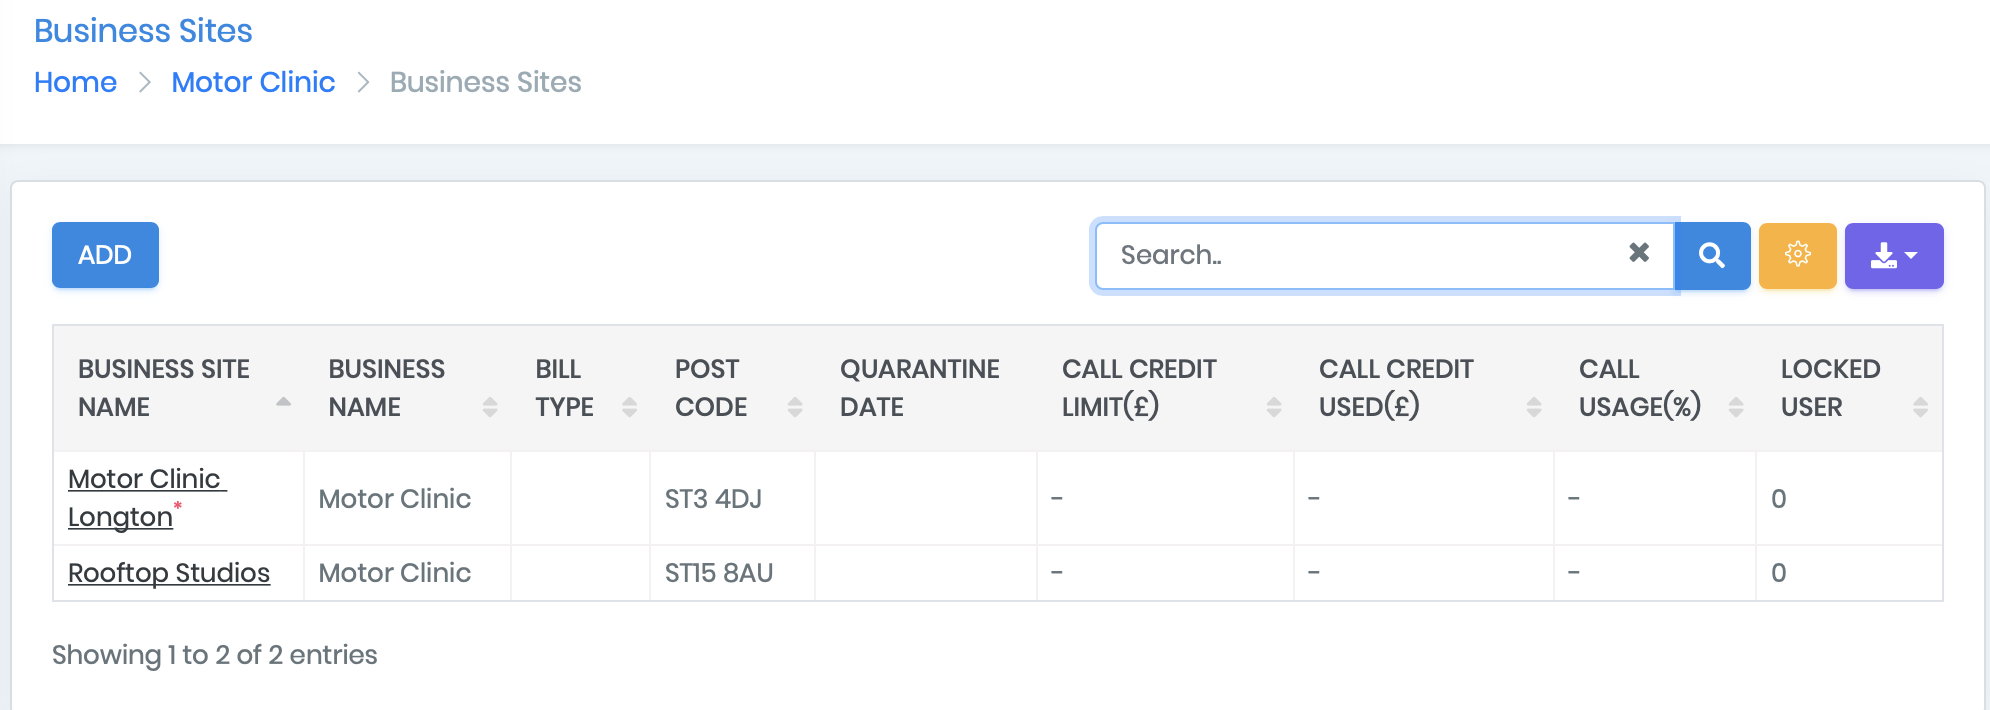 Business Sites
Home > Motor Clinic > Business Sites
ADD
Search..
BUSINESS SITE NAME
BUSINESS NAME
BILL TYPE
POST CODE
QUARANTINE DATE
CALL CREDIT LIMIT(£)
CALL CREDIT USED(£)
CALL USAGE(%)
LOCKED USER
Motor Clinic
Longton*
Motor Clinic
ST3 4DJ
-
-
-
0
Rooftop Studios
Motor Clinic
ST15 8AU
-
-
-
0
Showing 1 to 2 of 2 entries